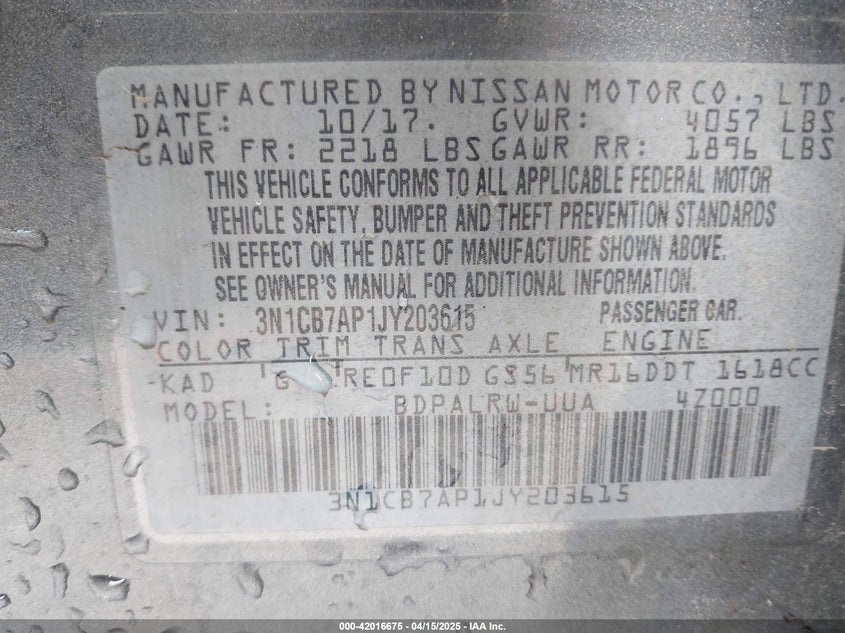 MANUFACTURED BY NISSAN MOTOR CO., LTD.
DATE: 10/17. GVWR: 4057 LBS
GAWR FR: 2218 LBS GAWR RR: 1896 LBS
THIS VEHICLE CONFORMS TO ALL APPLICABLE FEDERAL MOTOR
VEHICLE SAFETY, BUMPER AND THEFT PREVENTION STANDARDS
IN EFFECT ON THE DATE OF MANUFACTURE SHOWN ABOVE.
SEE OWNER'S MANUAL FOR ADDITIONAL INFORMATION.
VIN: 3N1CB7AP1JY203615 PASSENGER CAR.
COLOR TRIM TRANS AXLE ENGINE
KAD G RE0F10D GS56 MR16DDT 1618CC
MODEL: BDPALRW-UUA 4Z000
3N1CB7AP1JY203615
000-42016675 - 04/15/2025 - IAA Inc.